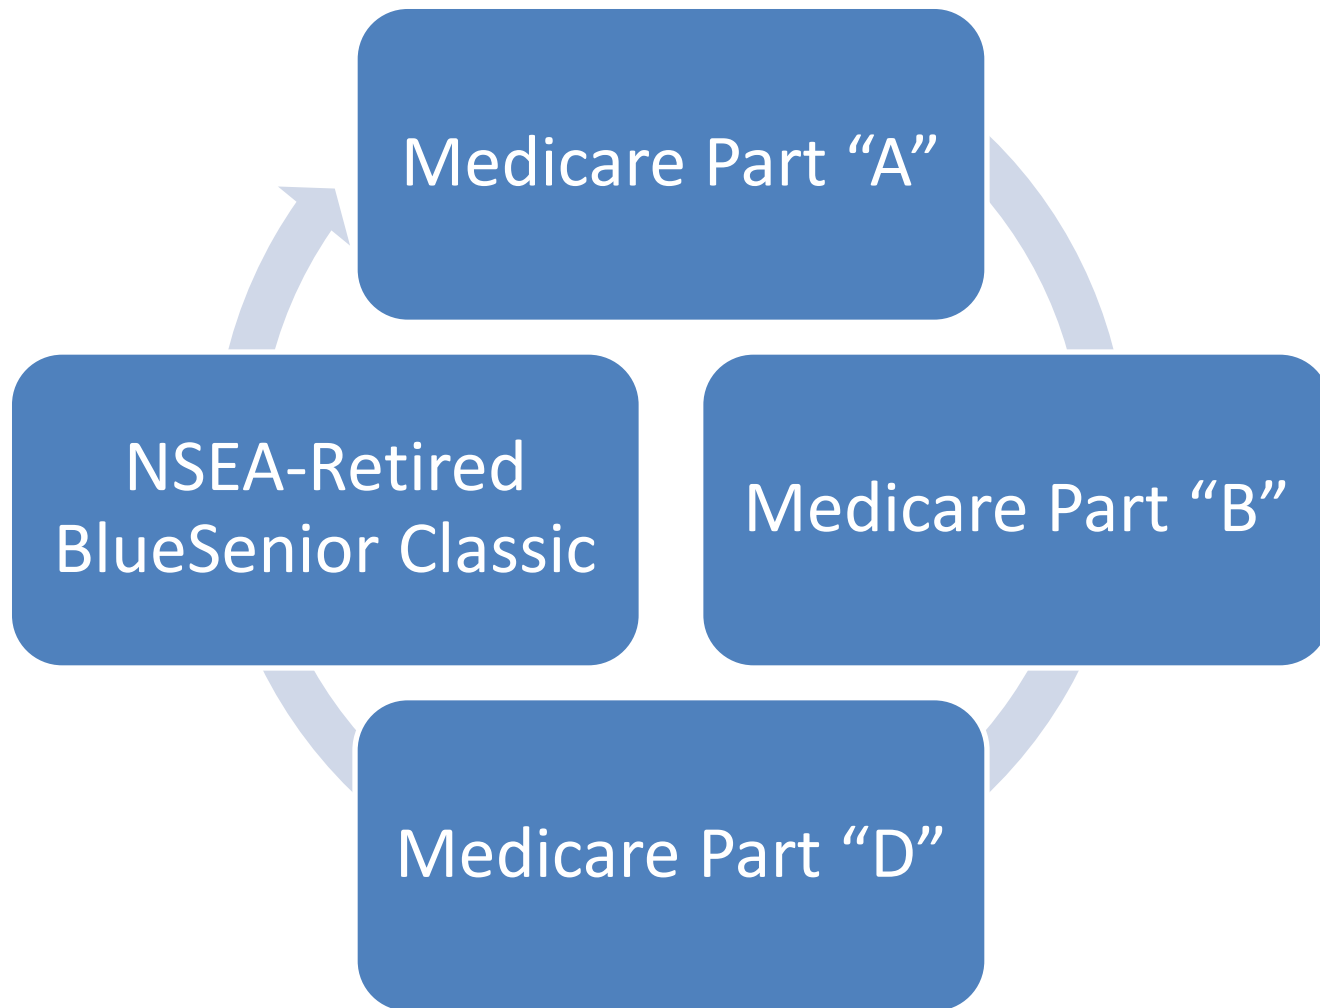 Medicare Part “A”
Medicare Part “B”
Medicare Part “D”
NSEA-Retired
BlueSenior Classic